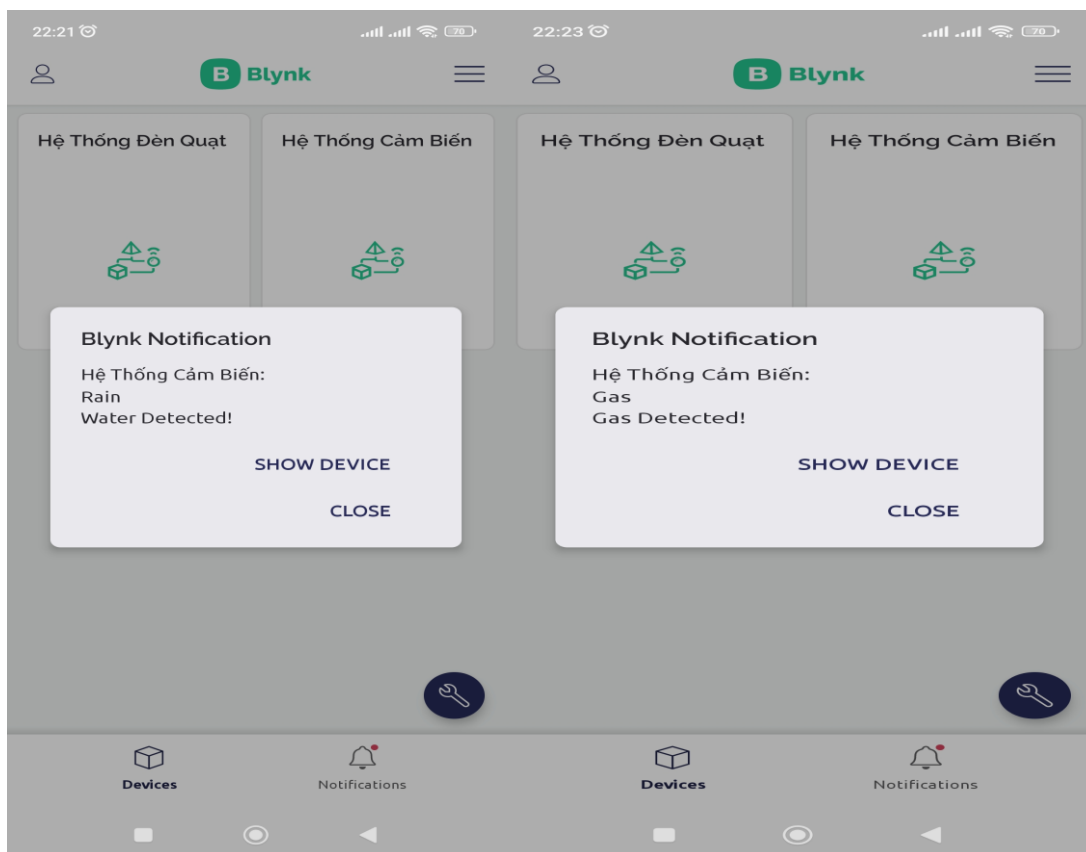 22:21
70
B Blynk
Hệ Thống Đèn Quạt
Hệ Thống Cảm Biến
Blynk Notification
Hệ Thống Cảm Biến:
Rain
Water Detected!
SHOW DEVICE
CLOSE
Devices
Notifications
22:23
70
B Blynk
Hệ Thống Đèn Quạt
Hệ Thống Cảm Biến
Blynk Notification
Hệ Thống Cảm Biến:
Gas
Gas Detected!
SHOW DEVICE
CLOSE
Devices
Notifications